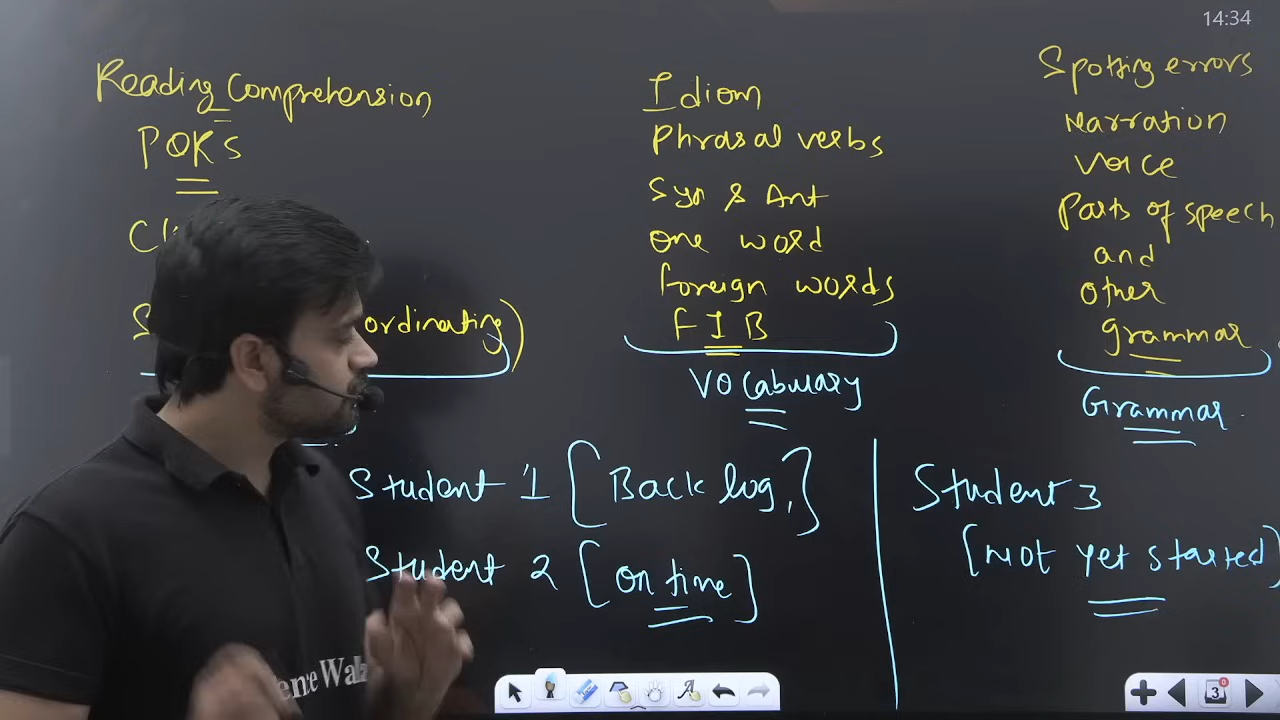 14:34
Reading Comprehension
PQRs
Idiom
Phrasal verbs
Syn & Ant
One word
Foreign words
FIB
Vocabulary
Spotting errors
Narration
Voice
Parts of speech
and
Other
grammar
Grammar
ordinating)
Student 1 [Back log,]
Student 2 [On time]
Student 3
[Not yet started]
3
0